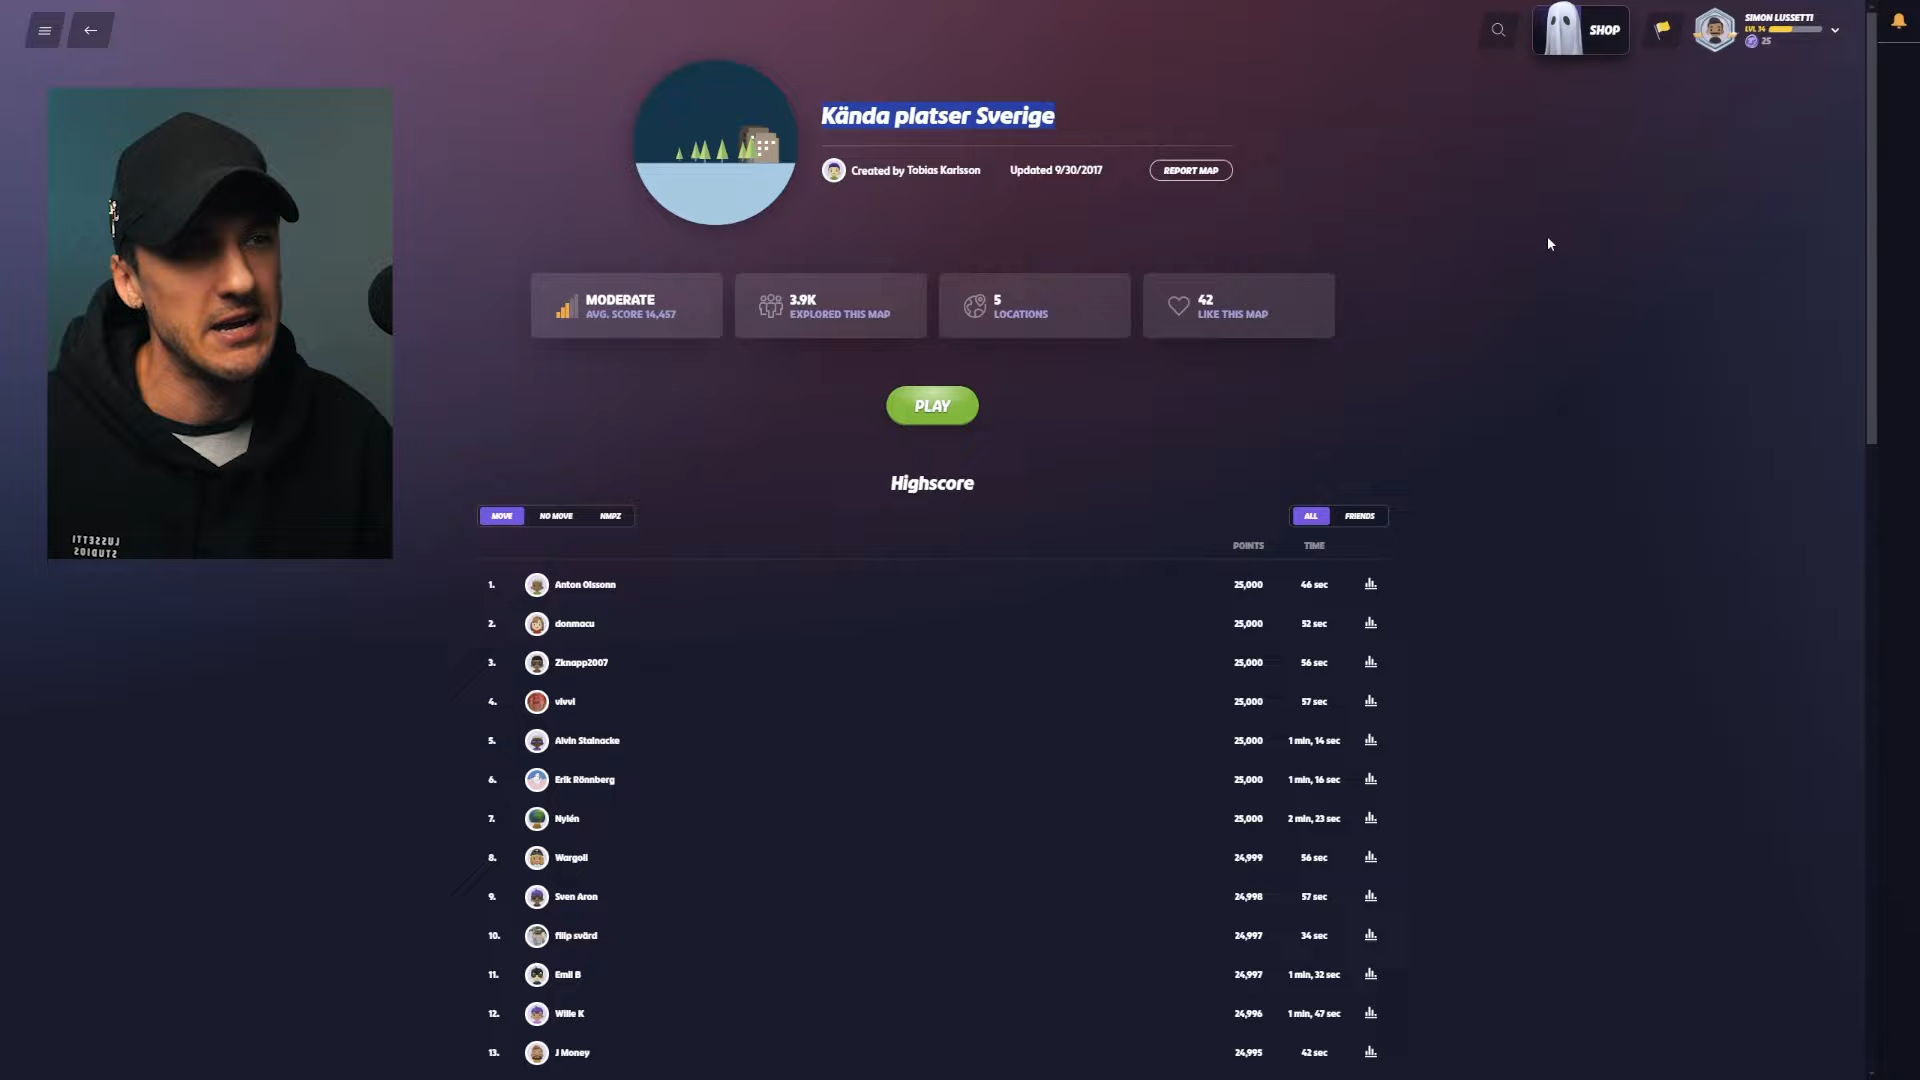 SHOP
SIMON LUSSETTI
LVL 34
25
Kända platser Sverige
Created by Tobias Karlsson
Updated 9/30/2017
REPORT MAP
MODERATE
AVG. SCORE 14,457
3.9K
EXPLORED THIS MAP
5
LOCATIONS
42
LIKE THIS MAP
PLAY
LUSSETTI
STUDIOS
Highscore
MOVE NO MOVE NMPZ
ALL FRIENDS
POINTS TIME
1. Anton Olssonn 25,000 46 sec
2. donmacu 25,000 52 sec
3. Zknapp2007 25,000 56 sec
4. vivvi 25,000 57 sec
5. Alvin Stalnacke 25,000 1 min, 14 sec
6. Erik Rönnberg 25,000 1 min, 16 sec
7. Nylén 25,000 2 min, 23 sec
8. Wargoll 24,999 56 sec
9. Sven Aron 24,998 57 sec
10. filip svärd 24,997 34 sec
11. Emil B 24,997 1 min, 32 sec
12. Wille K 24,996 1 min, 47 sec
13. J Money 24,995 42 sec